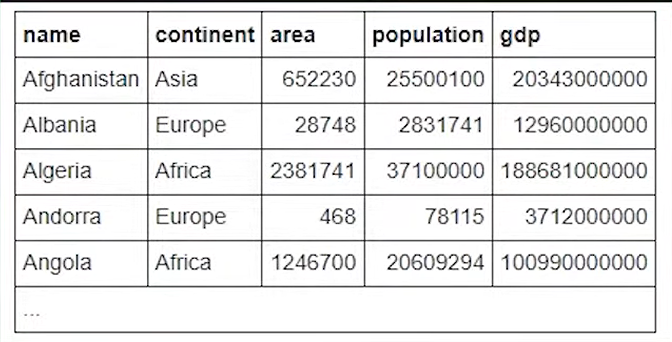 name continent area population gdp
Afghanistan Asia 652230 25500100 20343000000
Albania Europe 28748 2831741 12960000000
Algeria Africa 2381741 37100000 188681000000
Andorra Europe 468 78115 3712000000
Angola Africa 1246700 20609294 100990000000
...